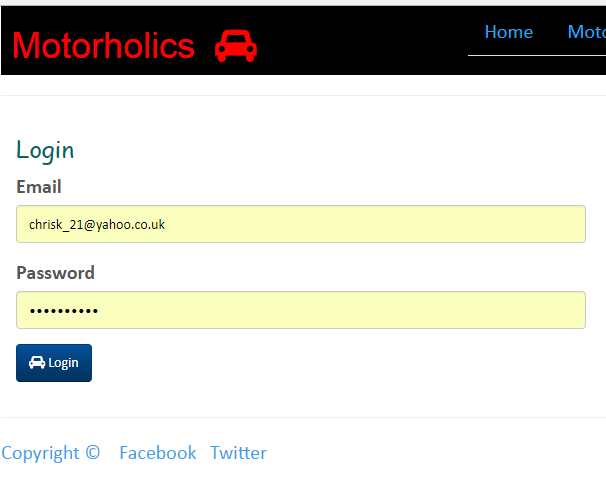 Motorholics
Home Moto
Login
Email
chrisk_21@yahoo.co.uk
Password
••••••••••
Login
Copyright © Facebook Twitter